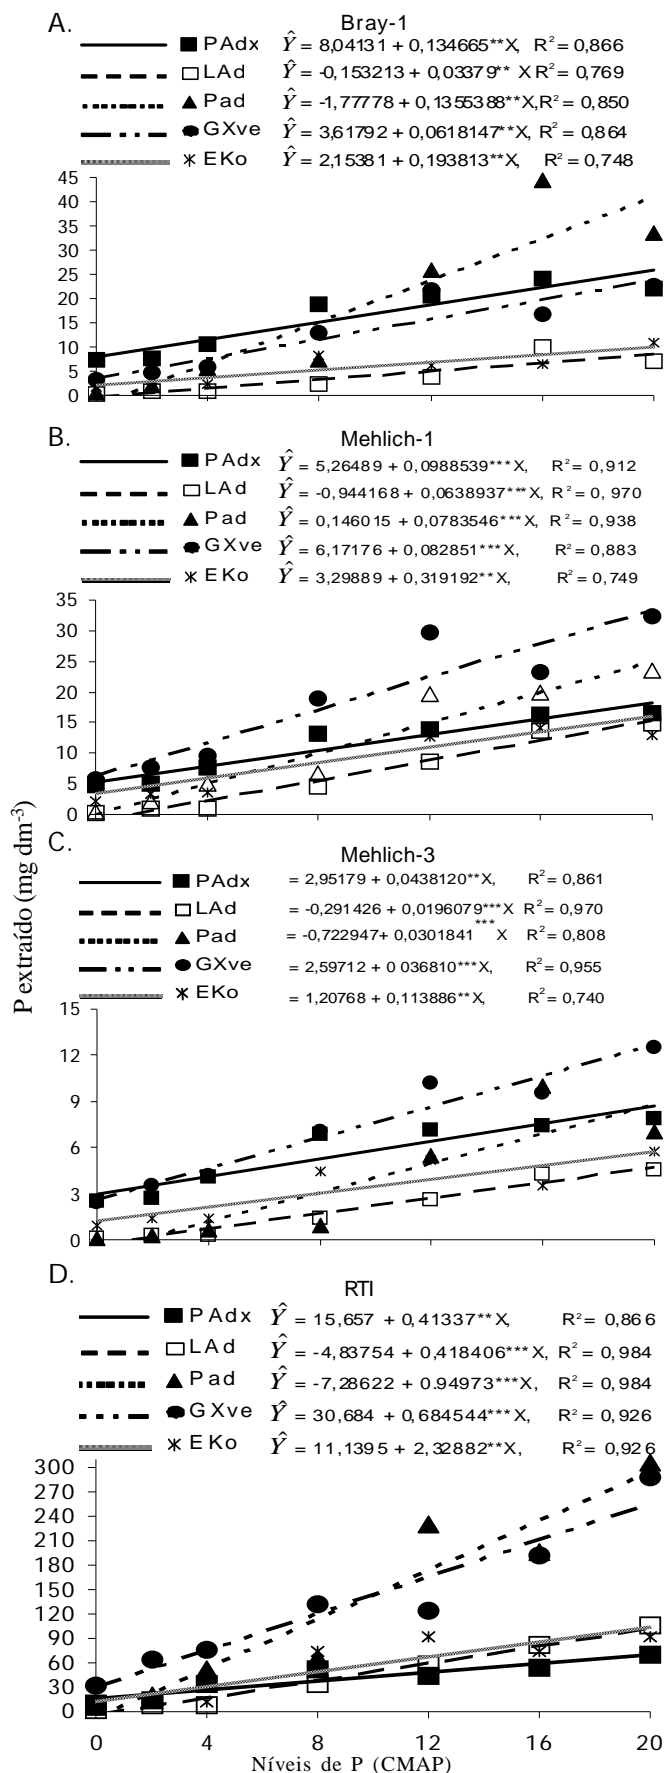 A.
Bray-1
PAdx Ŷ = 8,04131 + 0,134665**X, R² = 0,866
LAd Ŷ = -0,153213 + 0,03379** X R² = 0,769
Pad Ŷ = -1,77778 + 0,1355388**X, R² = 0,850
GXve Ŷ = 3,61792 + 0,0618147**X, R² = 0,864
EKo Ŷ = 2,15381 + 0,193813**X, R² = 0,748
45
40
35
30
25
20
15
10
5
0
B.
Mehlich-1
PAdx Ŷ = 5,26489 + 0,0988539***X, R² = 0,912
LAd Ŷ = -0,944168 + 0,0638937***X, R² = 0, 970
Pad Ŷ = 0,146015 + 0,0783546***X, R² = 0,938
GXve Ŷ = 6,17176 + 0,082851***X, R² = 0,883
EKo Ŷ = 3,29889 + 0,319192**X, R² = 0,749
35
30
25
20
15
10
5
0
P extraído (mg dm-³)
C.
Mehlich-3
PAdx = 2,95179 + 0,0438120**X, R² = 0,861
LAd = -0,291426 + 0,0196079***X R² = 0,970
Pad = -0,722947+ 0,0301841*** X R² = 0,808
GXve = 2,59712 + 0 036810***X, R² = 0,955
EKo = 1,20768 + 0,113886**X, R² = 0,740
15
12
9
6
3
0
D.
RTI
PAdx Ŷ = 15,657 + 0,41337**X, R² = 0,866
LAd Ŷ = -4,83754 + 0,418406***X, R² = 0,984
Pad Ŷ = -7,28622 + 0.94973***X, R² = 0,984
GXve Ŷ = 30,684 + 0,684544***X, R² = 0,926
EKo Ŷ = 11,1395 + 2,32882**X, R² = 0,926
300
270
240
210
180
150
120
90
60
30
0
0 4 8 12 16 20
Níveis de P (CMAP)